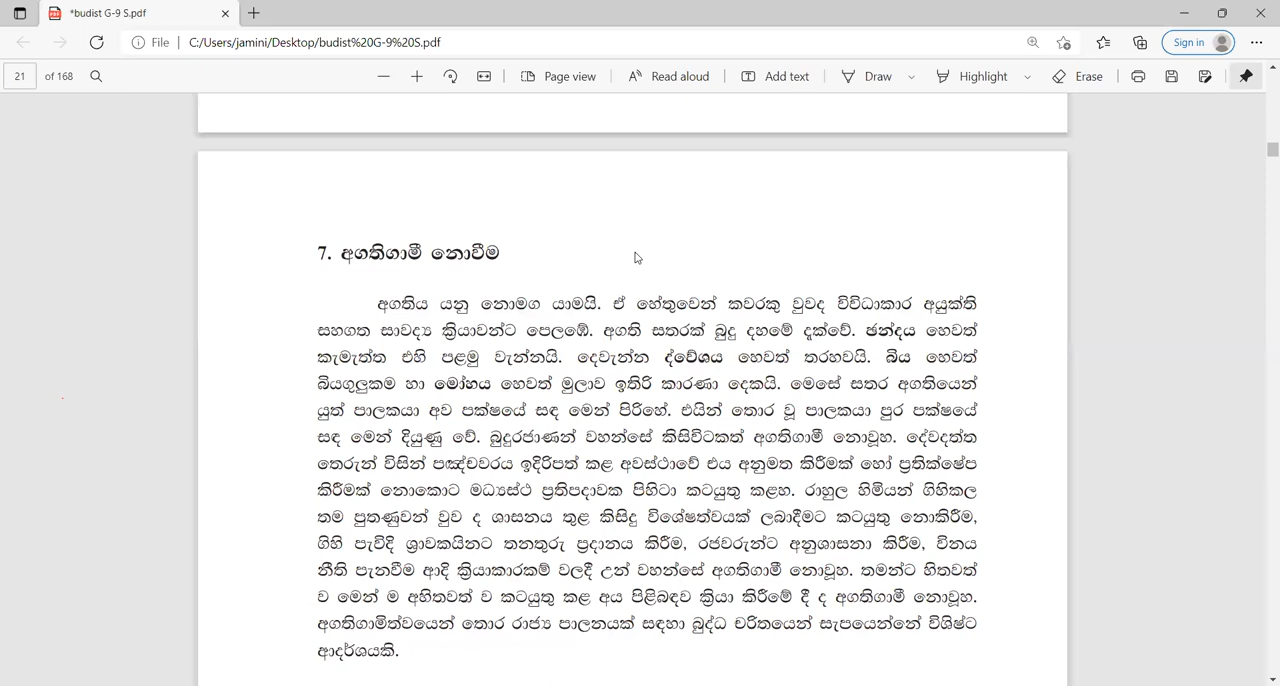 *budist G-9 S.pdf
File | C:/Users/jamini/Desktop/budist%20G-9%20S.pdf
Sign in
21 of 168
Page view
Read aloud
Add text
Draw
Highlight
Erase
7. අගතිගාමී නොවීම
අගතිය යනු නොමග යාමයි. ඒ හේතුවෙන් කවරකු වුවද විවිධාකාර අයුක්ති
සහගත සාවද්‍ය ක්‍රියාවන්ට පෙලඹේ. අගති සතරක් බුදු දහමේ දැක්වේ. ඡන්දය හෙවත්
කැමැත්ත එහි පළමු වැන්නයි. දෙවැන්න ද්වේශය හෙවත් තරහවයි. බිය හෙවත්
බියගුලුකම හා මෝහය හෙවත් මුලාව ඉතිරි කාරණා දෙකයි. මෙසේ සතර අගතියෙන්
යුත් පාලකයා අව පක්ෂයේ සඳ මෙන් පිරිහේ. එයින් තොර වූ පාලකයා පුර පක්ෂයේ
සඳ මෙන් දියුණු වේ. බුදුරජාණන් වහන්සේ කිසිවිටකත් අගතිගාමී නොවූහ. දේවදත්ත
තෙරුන් විසින් පඤ්චවරය ඉදිරිපත් කළ අවස්ථාවේ එය අනුමත කිරීමක් හෝ ප්‍රතික්ෂේප
කිරීමක් නොකොට මධ්‍යස්ථ ප්‍රතිපදාවක පිහිටා කටයුතු කළහ. රාහුල හිමියන් ගිහිකල
තම පුතණුවන් වුව ද ශාසනය තුළ කිසිදු විශේෂත්වයක් ලබාදීමට කටයුතු නොකිරීම,
ගිහි පැවිදි ශ්‍රාවකයිනට තනතුරු ප්‍රදානය කිරීම, රජවරුන්ට අනුශාසනා කිරීම, විනය
නීති පැනවීම ආදි ක්‍රියාකාරකම් වලදී උන් වහන්සේ අගතිගාමී නොවූහ. තමන්ට හිතවත්
ව මෙන් ම අහිතවත් ව කටයුතු කළ අය පිළිබඳව ක්‍රියා කිරීමේ දී ද අගතිගාමී නොවූහ.
අගතිගාමිත්වයෙන් තොර රාජ්‍ය පාලනයක් සඳහා බුද්ධ චරිතයෙන් සැපයෙන්නේ විශිෂ්ට
ආදර්ශයකි.